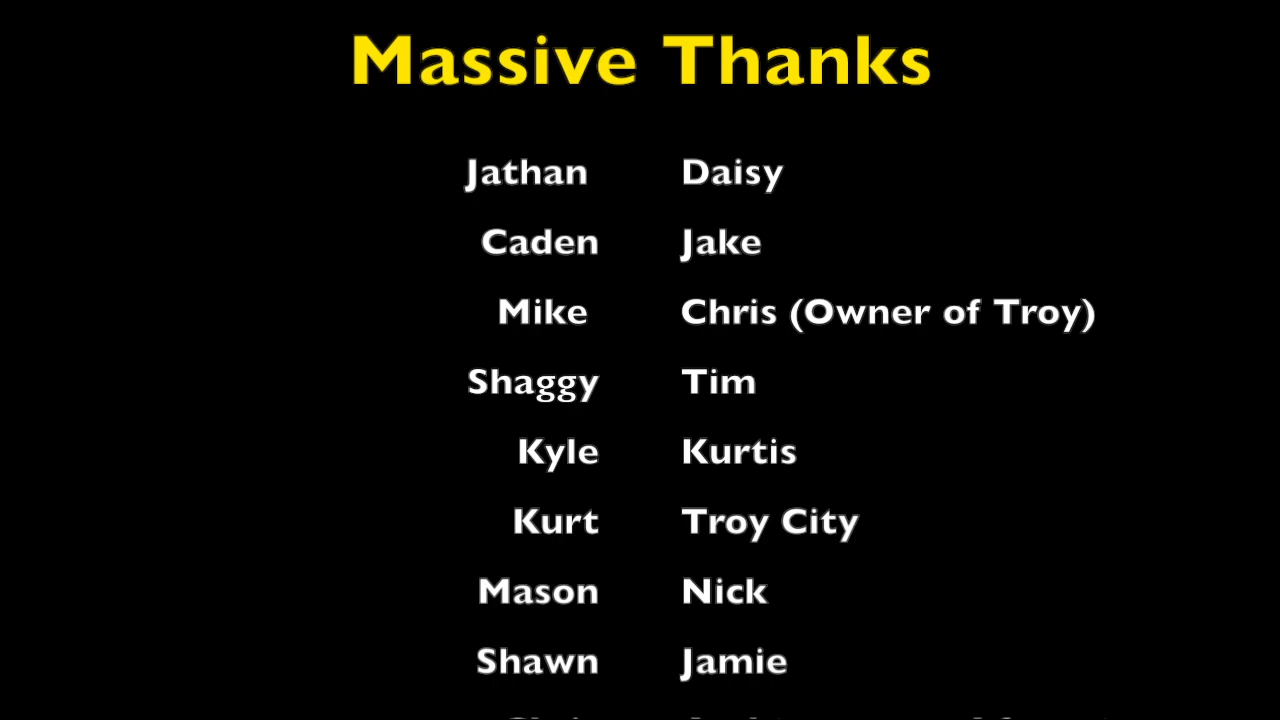 Massive Thanks
Jathan Daisy
Caden Jake
Mike Chris (Owner of Troy)
Shaggy Tim
Kyle Kurtis
Kurt Troy City
Mason Nick
Shawn Jamie